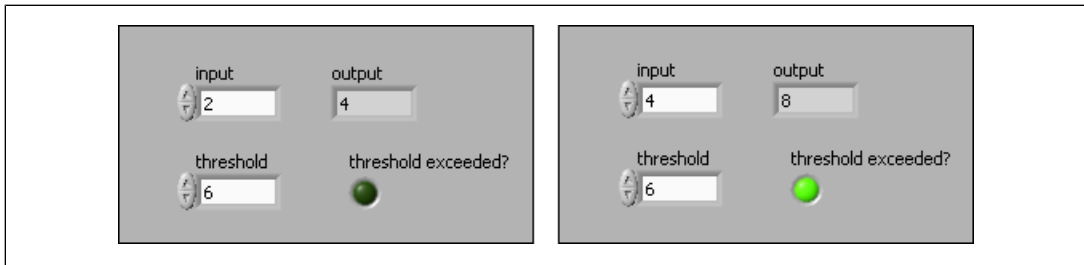 input output
2 4
threshold threshold exceeded?
6
input output
4 8
threshold threshold exceeded?
6